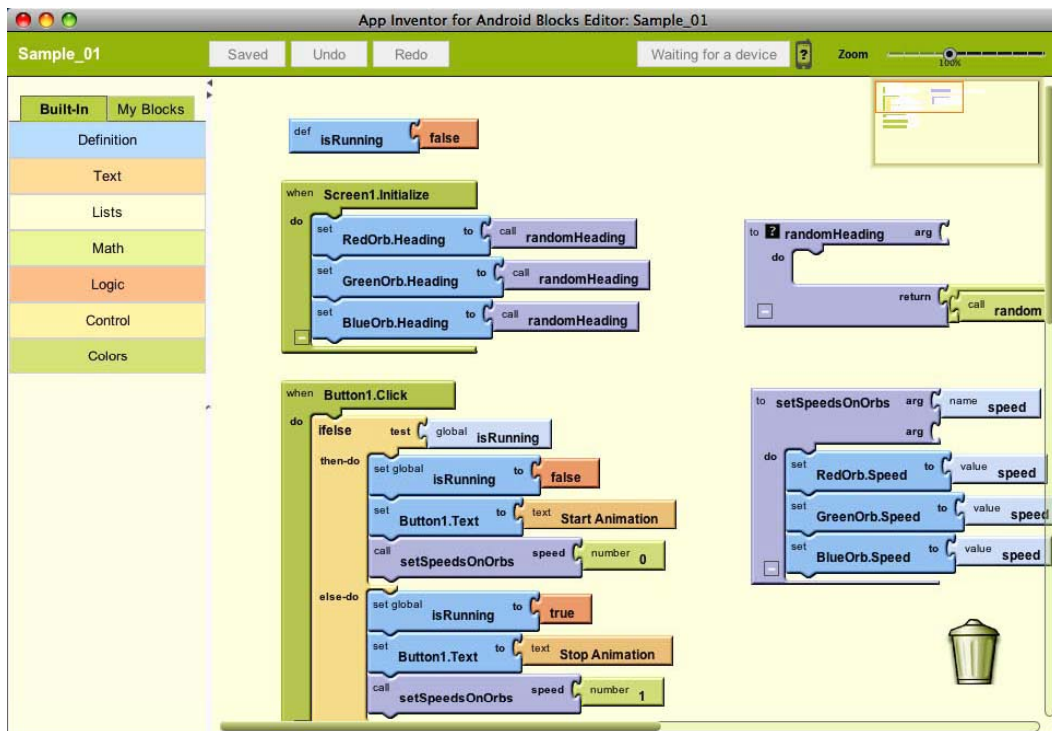 App Inventor for Android Blocks Editor: Sample_01
Sample_01 Saved Undo Redo Waiting for a device ? Zoom 100%
Built-In My Blocks
Definition
Text
Lists
Math
Logic
Control
Colors
def isRunning false
when Screen1.Initialize
do set RedOrb.Heading to call randomHeading
set GreenOrb.Heading to call randomHeading
set BlueOrb.Heading to call randomHeading
when Button1.Click
do ifelse test global isRunning
then-do set global isRunning to false
set Button1.Text to text Start Animation
call setSpeedsOnOrbs speed number 0
else-do set global isRunning to true
set Button1.Text to text Stop Animation
call setSpeedsOnOrbs speed number 1
to ? randomHeading arg
do
return call random
to setSpeedsOnOrbs arg name speed
arg
do set RedOrb.Speed to value speed
set GreenOrb.Speed to value speed
set BlueOrb.Speed to value speed